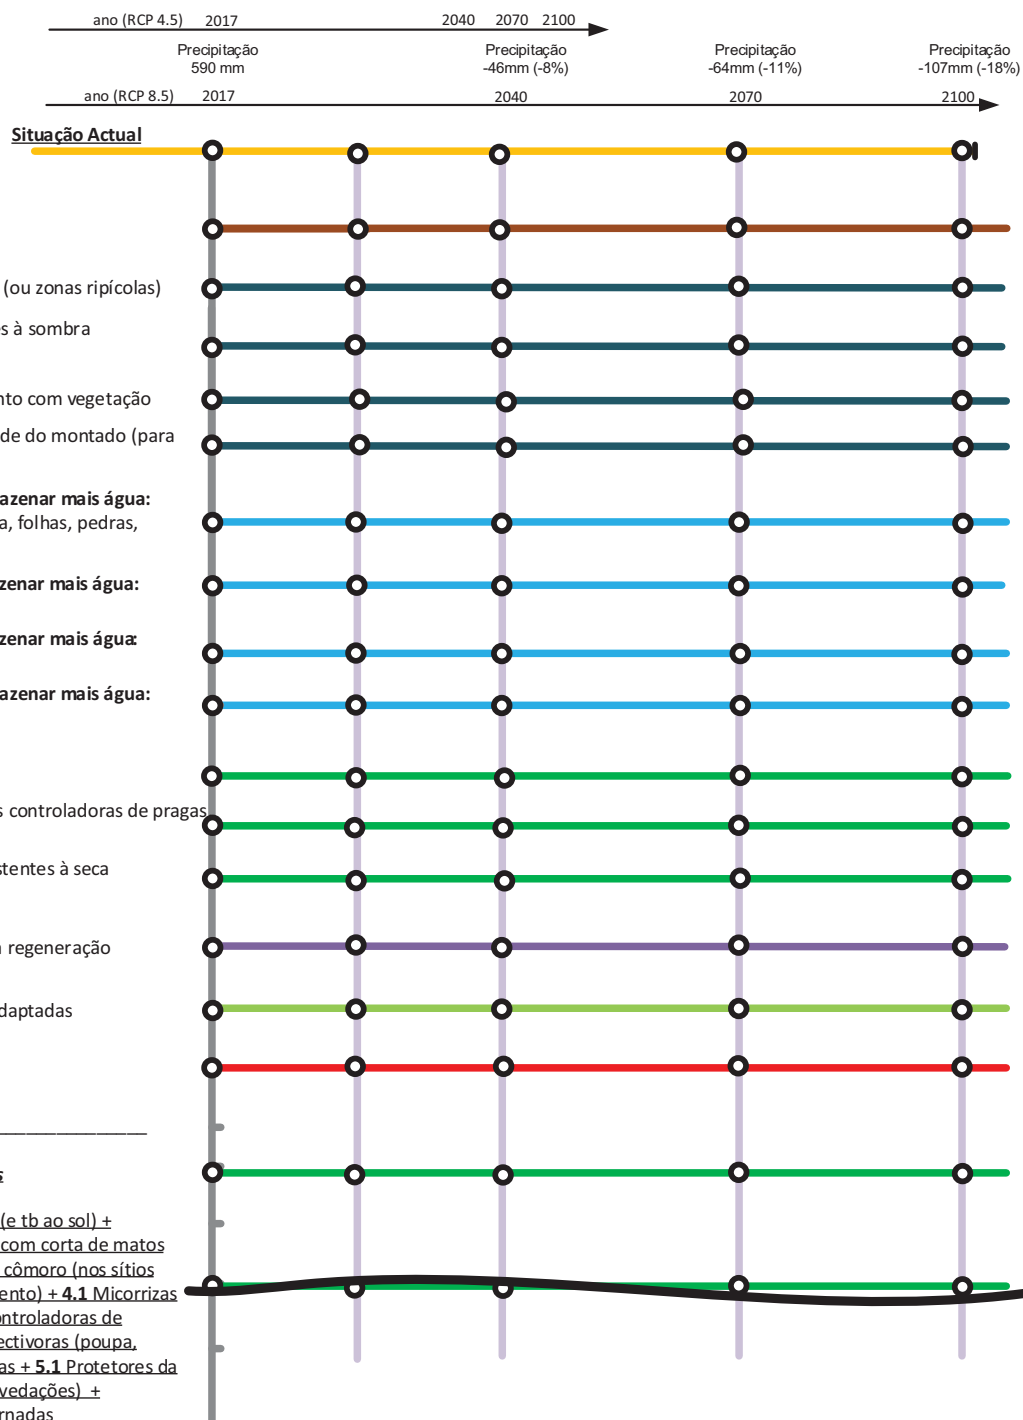 ano (RCP 4.5) 2017 2040 2070 2100
Precipitação Precipitação Precipitação Precipitação
590 mm -46mm (-8%) -64mm (-11%) -107mm (-18%)
ano (RCP 8.5) 2017 2040 2070 2100
Situação Actual
(ou zonas ripícolas)
s à sombra
nto com vegetação
de do montado (para
azenar mais água:
a, folhas, pedras,
zenar mais água:
zenar mais água:
azenar mais água:
s controladoras de pragas
stentes à seca
regeneração
daptadas
s
(e tb ao sol) +
com corta de matos
cômoro (nos sítios
ento) + 4.1 Micorrizas
ontroladoras de
ectivoras (poupa,
as + 5.1 Protetores da
vedações) +
rnadas